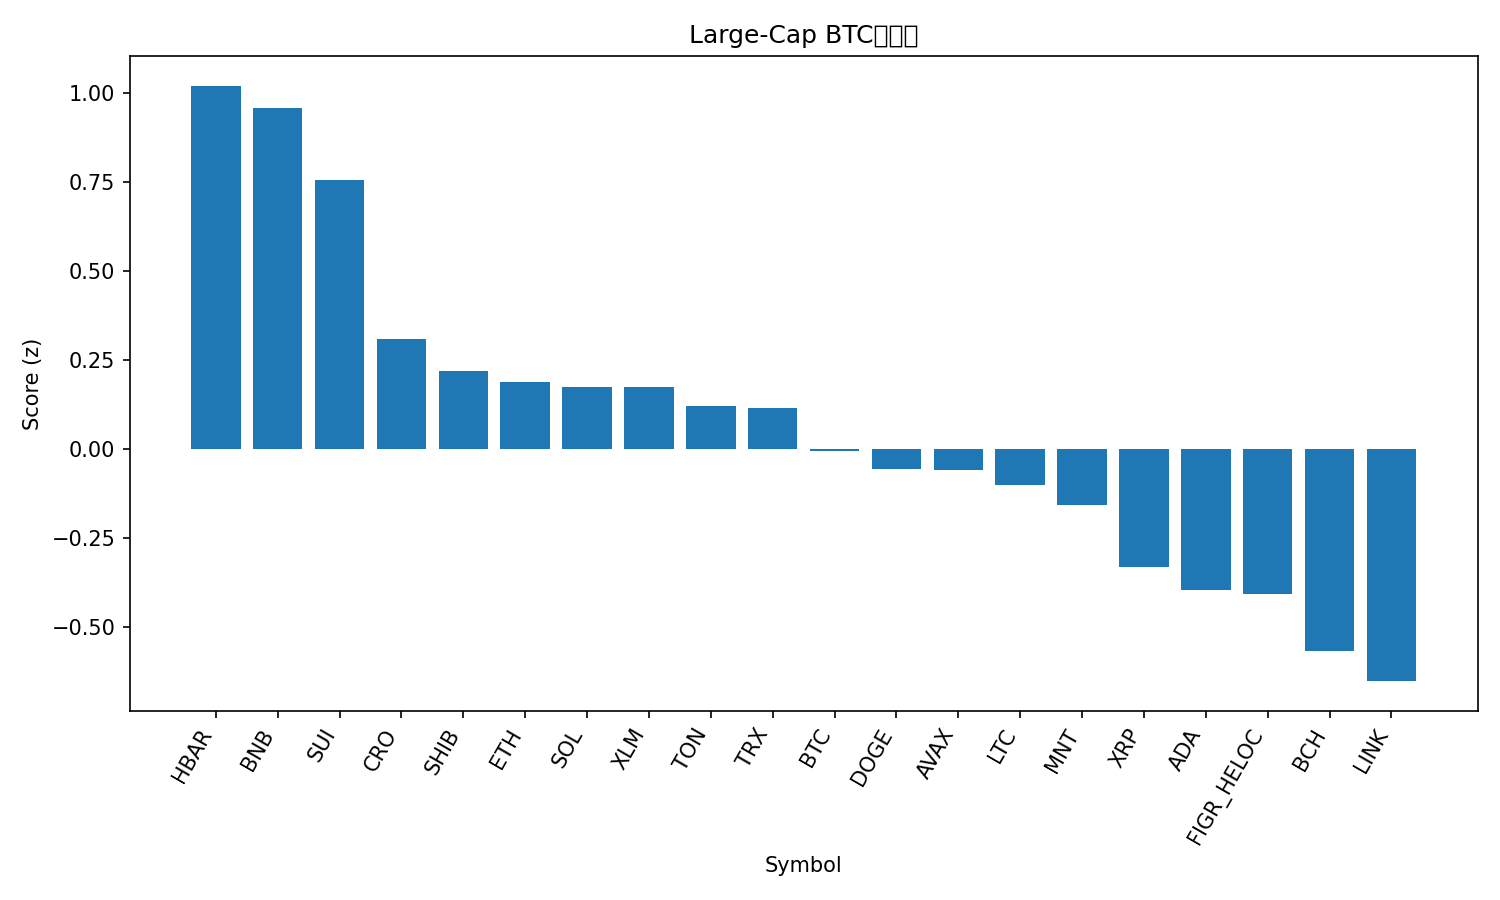 Large-Cap BTC
1.00
0.75
0.50
0.25
0.00
−0.25
−0.50
Score (z)
HBAR
BNB
SUI
CRO
SHIB
ETH
SOL
XLM
TON
TRX
BTC
DOGE
AVAX
LTC
MNT
XRP
ADA
FIGR_HELOC
BCH
LINK
Symbol